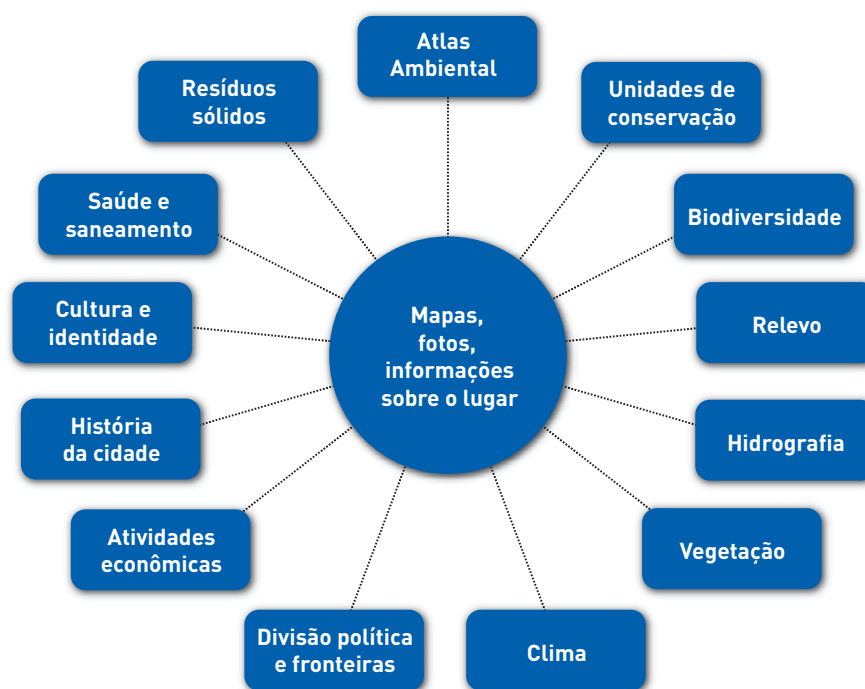 Atlas
Ambiental
Unidades de
conservação
Biodiversidade
Relevo
Hidrografia
Vegetação
Clima
Divisão política
e fronteiras
Atividades
econômicas
História
da cidade
Cultura e
identidade
Saúde e
saneamento
Resíduos
sólidos
Mapas,
fotos,
informações
sobre o lugar